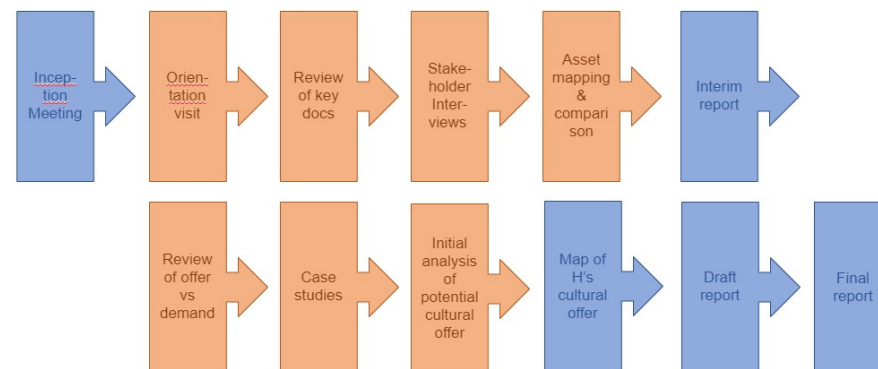 Incep-
tion
Meeting
Orien-
tation
visit
Review
of key
docs
Stake-
holder
Inter-
views
Asset
mapping
&
compari
son
Interim
report
Review
of offer
vs
demand
Case
studies
Initial
analysis
of
potential
cultural
offer
Map of
H's
cultural
offer
Draft
report
Final
report